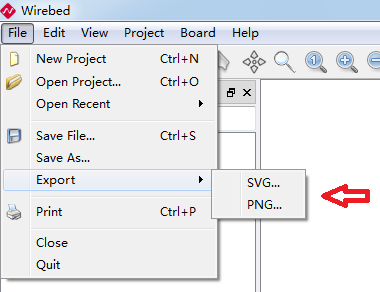 Wirebed
File Edit View Project Board Help
New Project Ctrl+N
Open Project... Ctrl+O
Open Recent
Save File... Ctrl+S
Save As...
Export
SVG...
PNG...
Print Ctrl+P
Close
Quit